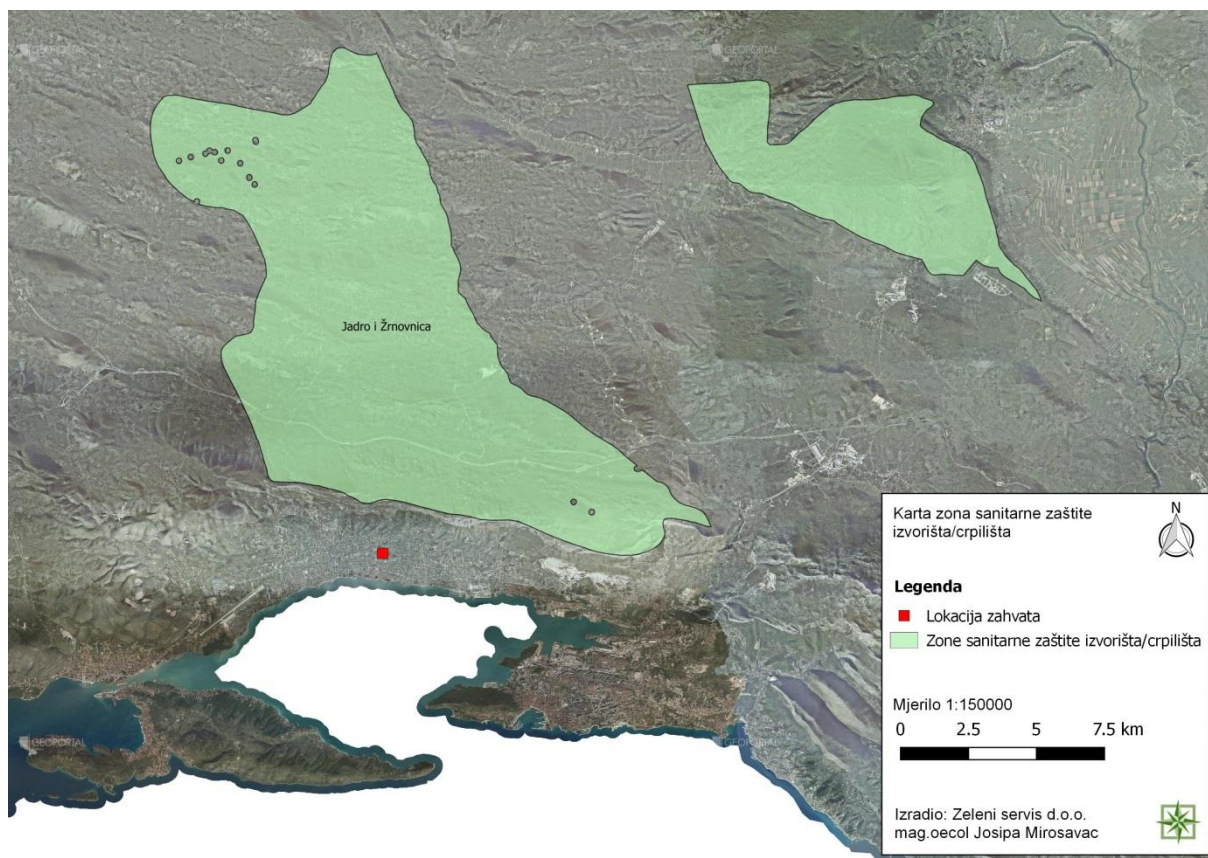 GEOPORTAL
GEOPORTAL
Jadro i Žrnovnica
GEOPORTAL
GEOPORTAL
Karta zona sanitarne zaštite
izvorišta/crpilišta
N
Legenda
Lokacija zahvata
Zone sanitarne zaštite izvorišta/crpilišta
Mjerilo 1:150000
0 2.5 5 7.5 km
Izradio: Zeleni servis d.o.o.
mag.oecol Josipa Mirosavac